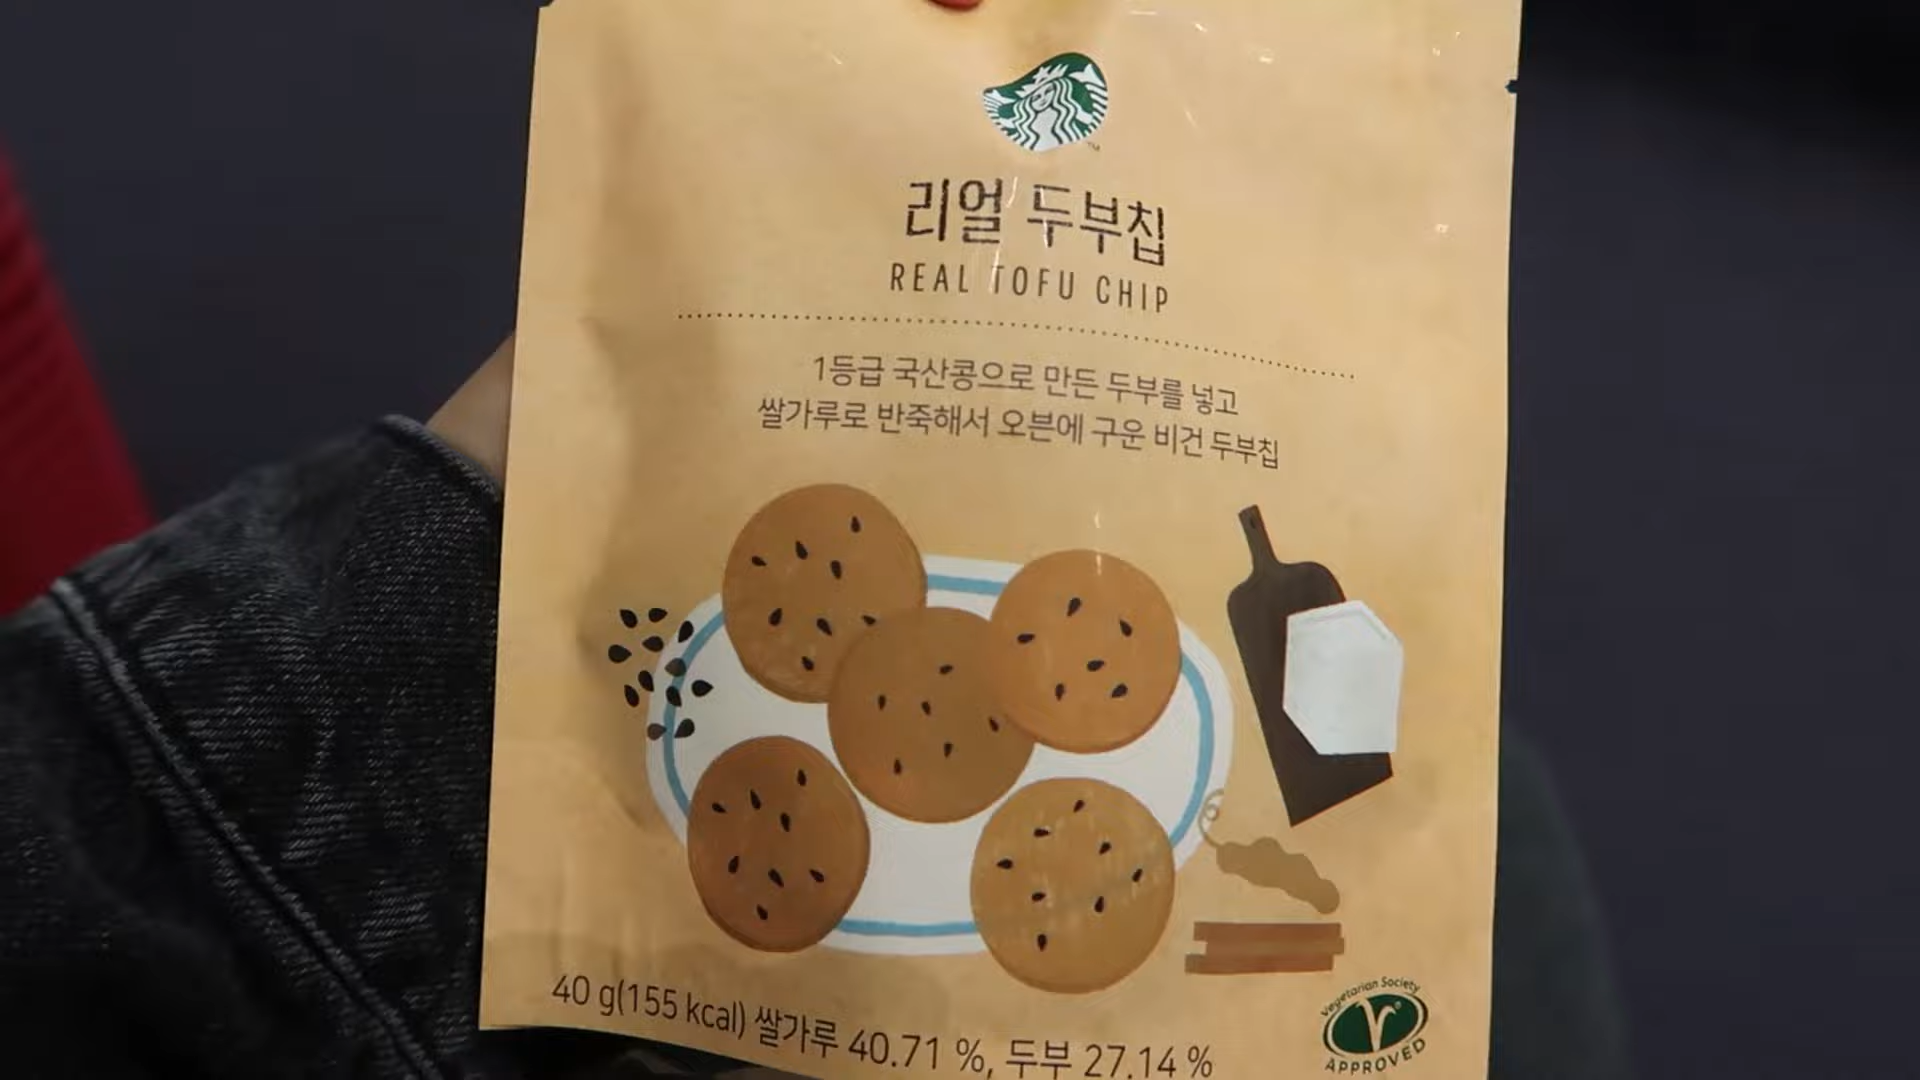 TM
리얼 두부칩
REAL TOFU CHIP
1등급 국산콩으로 만든 두부를 넣고
쌀가루로 반죽해서 오븐에 구운 비건 두부칩
40 g(155 kcal) 쌀가루 40.71 %, 두부 27.14 %
Vegetarian Society
V®
APPROVED